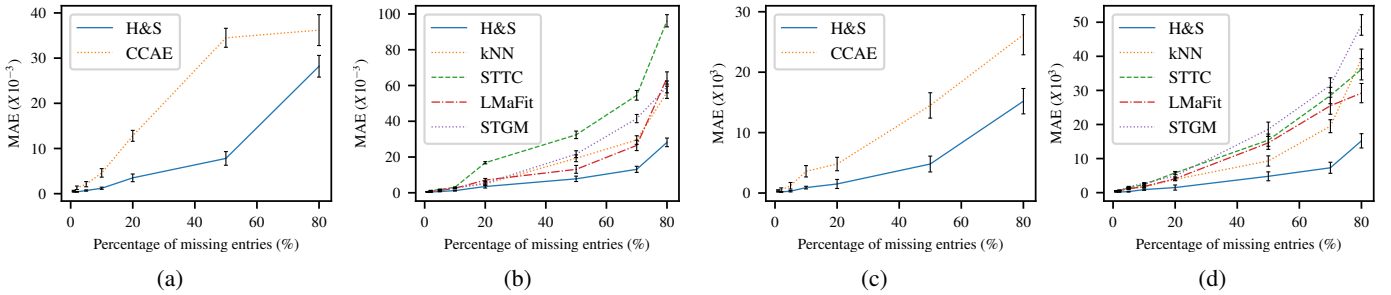 40
30
20
10
0
MAE (X10⁻³)
H&S
CCAE
0 20 40 60 80
Percentage of missing entries (%)
(a)
100
80
60
40
20
0
MAE (X10⁻³)
H&S
kNN
STTC
LMaFit
STGM
0 20 40 60 80
Percentage of missing entries (%)
(b)
30
20
10
0
MAE (X10³)
H&S
CCAE
0 20 40 60 80
Percentage of missing entries (%)
(c)
50
40
30
20
10
0
MAE (X10³)
H&S
kNN
STTC
LMaFit
STGM
0 20 40 60 80
Percentage of missing entries (%)
(d)